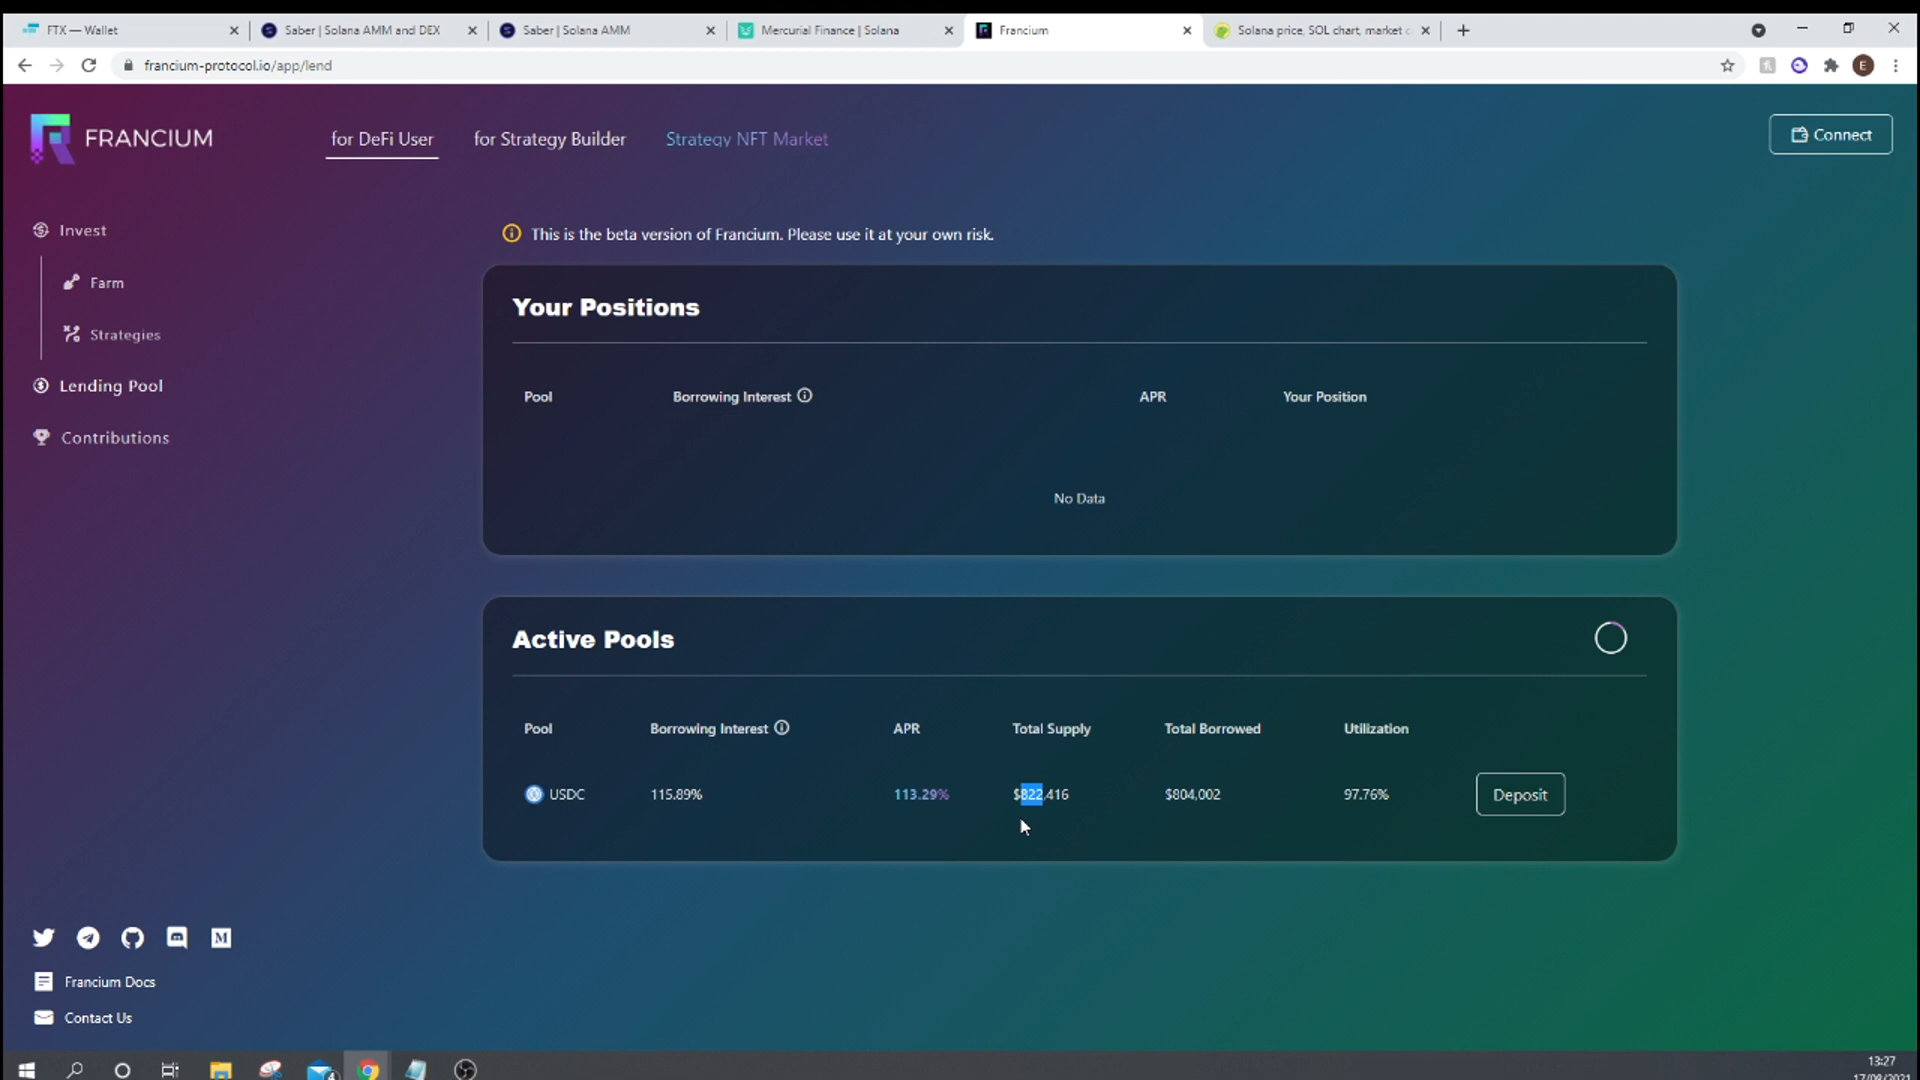 FTX — Wallet
Saber | Solana AMM and DEX
Saber | Solana AMM
Mercurial Finance | Solana
Francium
Solana price, SOL chart, market c
francium-protocol.io/app/lend
E
FRANCIUM
for DeFi User
for Strategy Builder
Strategy NFT Market
Connect
Invest
Farm
Strategies
Lending Pool
Contributions
This is the beta version of Francium. Please use it at your own risk.
Your Positions
Pool Borrowing Interest APR Your Position
No Data
Active Pools
Pool Borrowing Interest APR Total Supply Total Borrowed Utilization
USDC 115.89% 113.29% $822,416 $804,002 97.76% Deposit
M
Francium Docs
Contact Us
13:27
17/08/2021